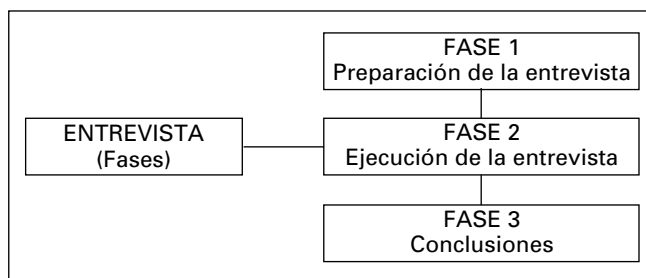 FASE 1
Preparación de la entrevista
ENTREVISTA
(Fases)
FASE 2
Ejecución de la entrevista
FASE 3
Conclusiones